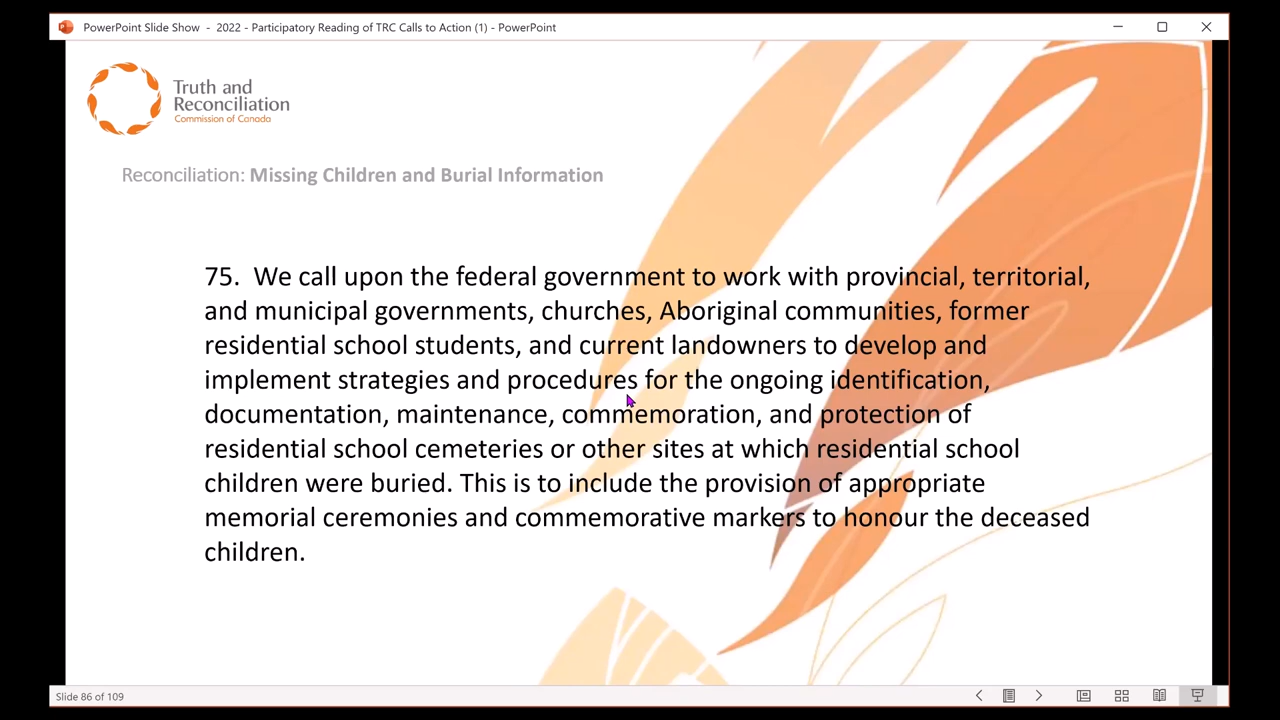 PowerPoint Slide Show - 2022 - Participatory Reading of TRC Calls to Action (1) - PowerPoint
Truth and
Reconciliation
Commission of Canada
Reconciliation: Missing Children and Burial Information
75. We call upon the federal government to work with provincial, territorial,
and municipal governments, churches, Aboriginal communities, former
residential school students, and current landowners to develop and
implement strategies and procedures for the ongoing identification,
documentation, maintenance, commemoration, and protection of
residential school cemeteries or other sites at which residential school
children were buried. This is to include the provision of appropriate
memorial ceremonies and commemorative markers to honour the deceased
children.
Slide 86 of 109